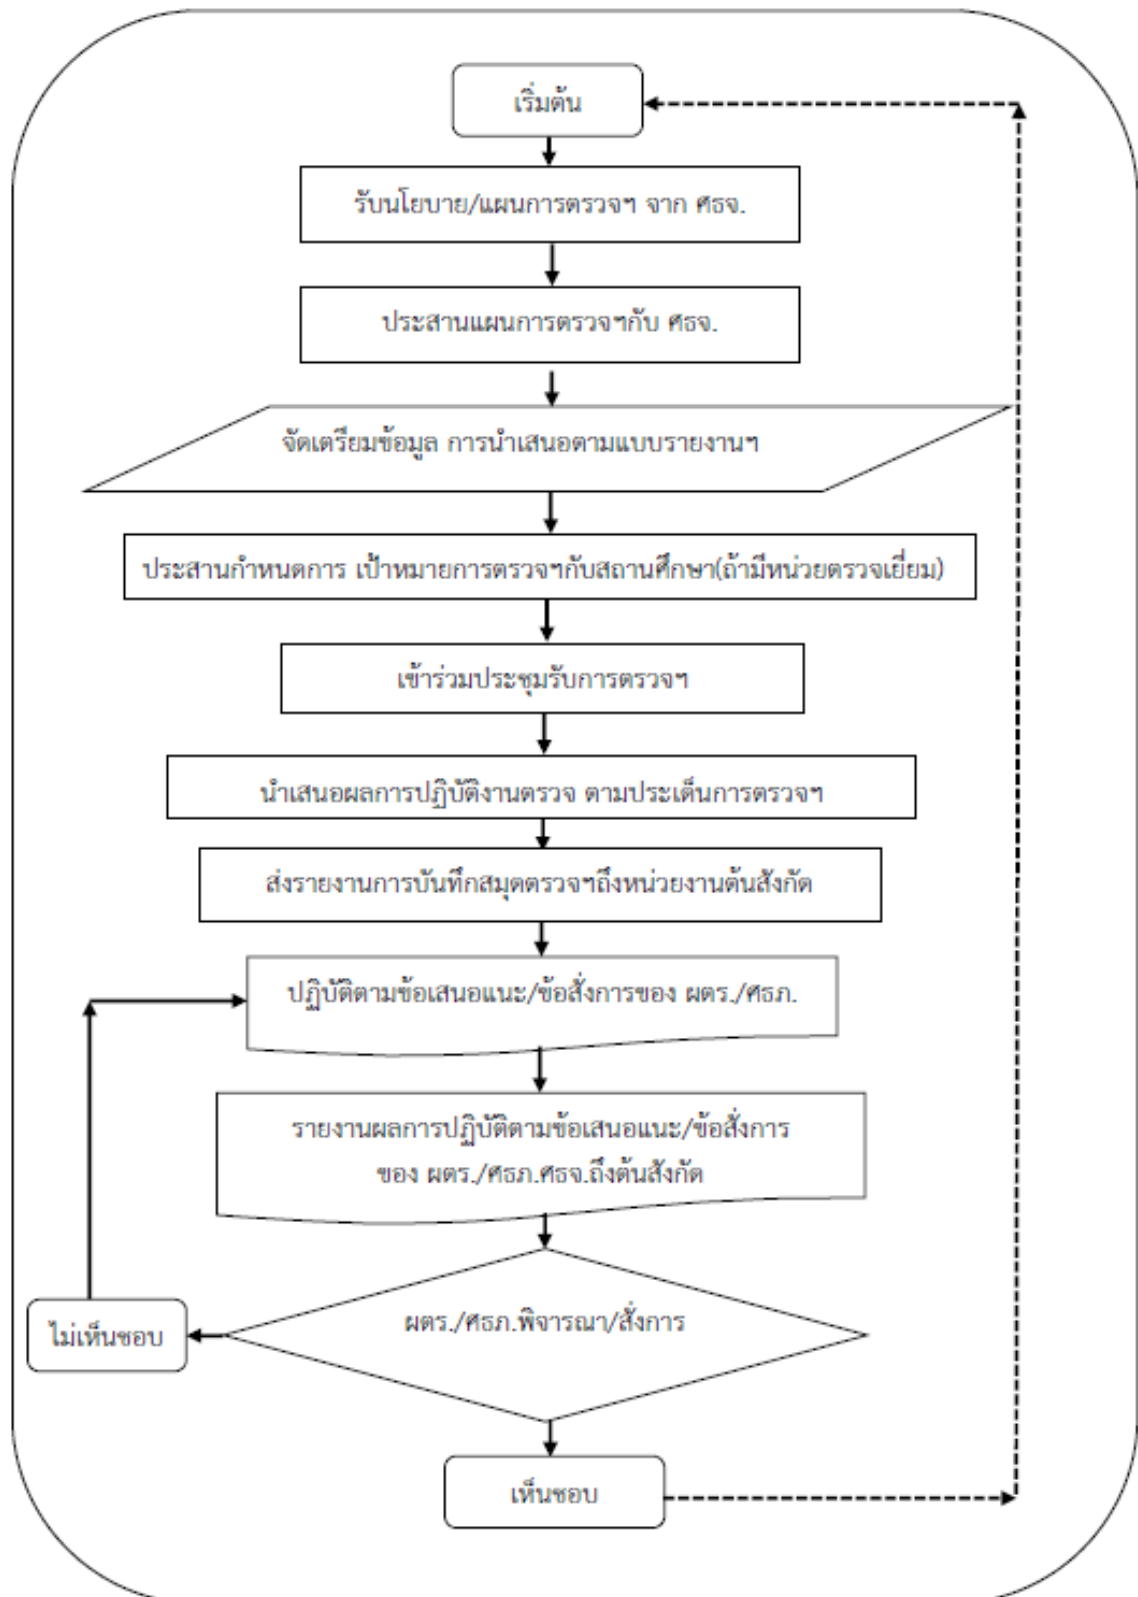 เริ่มต้น
รับนโยบาย/แผนการตรวจฯ จาก ศธจ.
ประสานแผนการตรวจฯกับ ศธจ.
จัดเตรียมข้อมูล การนำเสนอตามแบบรายงานฯ
ประสานกำหนดการ เป้าหมายการตรวจฯกับสถานศึกษา(ถ้ามีหน่วยตรวจเยี่ยม)
เข้าร่วมประชุมรับการตรวจฯ
นำเสนอผลการปฏิบัติงานตรวจ ตามประเด็นการตรวจฯ
ส่งรายงานการบันทึกสมุดตรวจฯถึงหน่วยงานต้นสังกัด
ปฏิบัติตามข้อเสนอแนะ/ข้อสั่งการของ ผตร./ศธภ.
รายงานผลการปฏิบัติตามข้อเสนอแนะ/ข้อสั่งการ
ของ ผตร./ศธภ.ศธจ.ถึงต้นสังกัด
ผตร./ศธภ.พิจารณา/สั่งการ
ไม่เห็นชอบ
เห็นชอบ